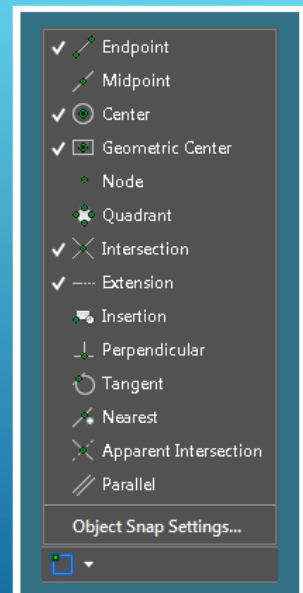 Endpoint
Midpoint
Center
Geometric Center
Node
Quadrant
Intersection
Extension
Insertion
Perpendicular
Tangent
Nearest
Apparent Intersection
Parallel
Object Snap Settings...